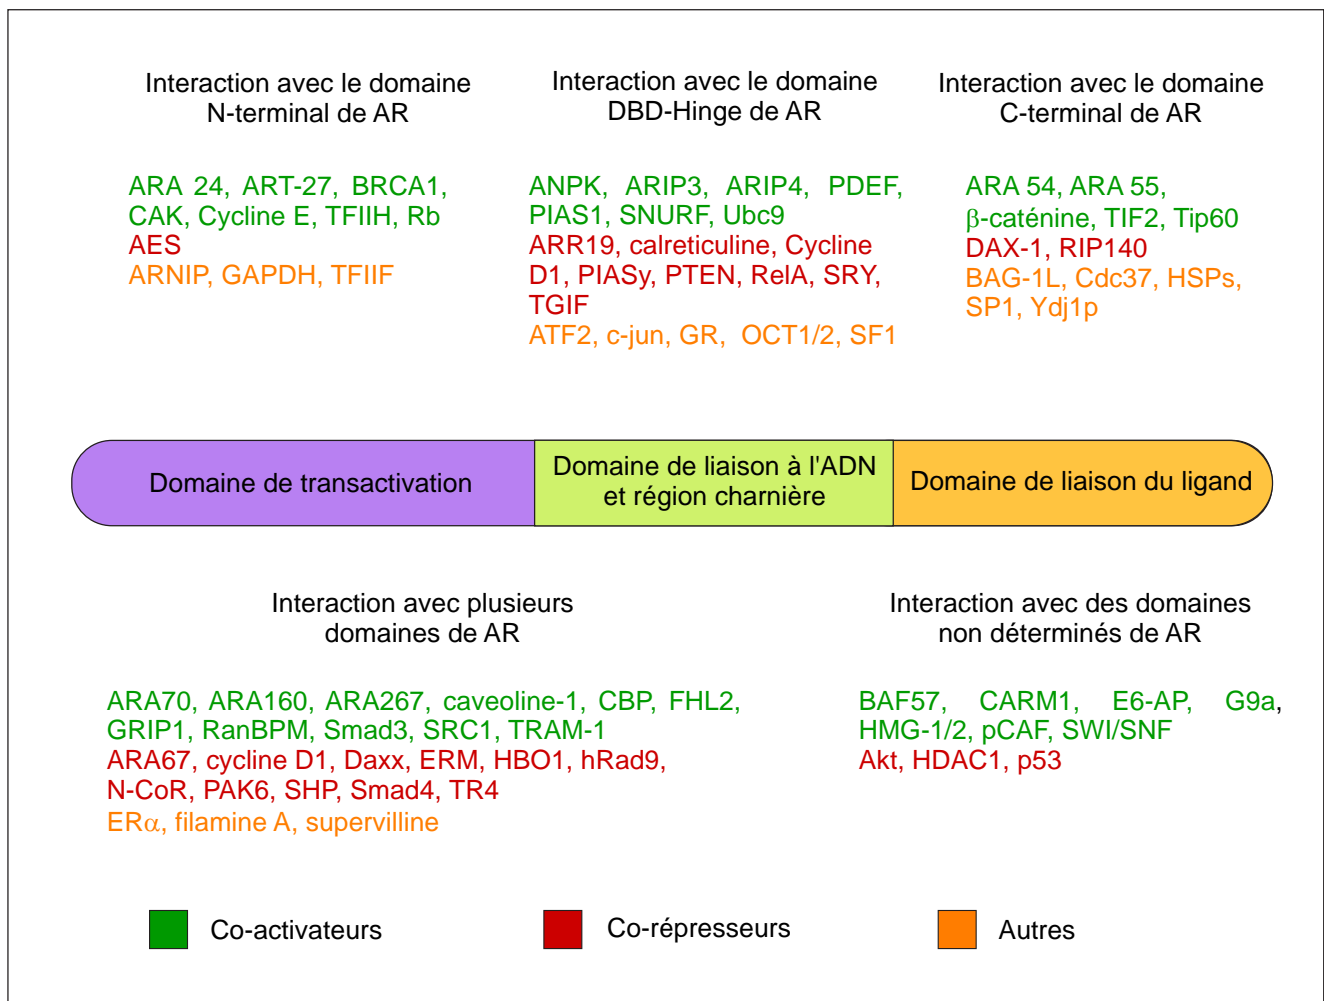 Interaction avec le domaine
N-terminal de AR
ARA 24, ART-27, BRCA1,
CAK, Cycline E, TFIIH, Rb
AES
ARNIP, GAPDH, TFIIF
Interaction avec le domaine
DBD-Hinge de AR
ANPK, ARIP3, ARIP4, PDEF,
PIAS1, SNURF, Ubc9
ARR19, calreticuline, Cycline
D1, PIASy, PTEN, RelA, SRY,
TGIF
ATF2, c-jun, GR, OCT1/2, SF1
Interaction avec le domaine
C-terminal de AR
ARA 54, ARA 55,
β-caténine, TIF2, Tip60
DAX-1, RIP140
BAG-1L, Cdc37, HSPs,
SP1, Ydj1p
Domaine de transactivation
Domaine de liaison à l'ADN
et région charnière
Domaine de liaison du ligand
Interaction avec plusieurs
domaines de AR
ARA70, ARA160, ARA267, caveoline-1, CBP, FHL2,
GRIP1, RanBPM, Smad3, SRC1, TRAM-1
ARA67, cycline D1, Daxx, ERM, HBO1, hRad9,
N-CoR, PAK6, SHP, Smad4, TR4
ERα, filamine A, supervilline
Interaction avec des domaines
non déterminés de AR
BAF57, CARM1, E6-AP, G9a,
HMG-1/2, pCAF, SWI/SNF
Akt, HDAC1, p53
Co-activateurs
Co-répresseurs
Autres